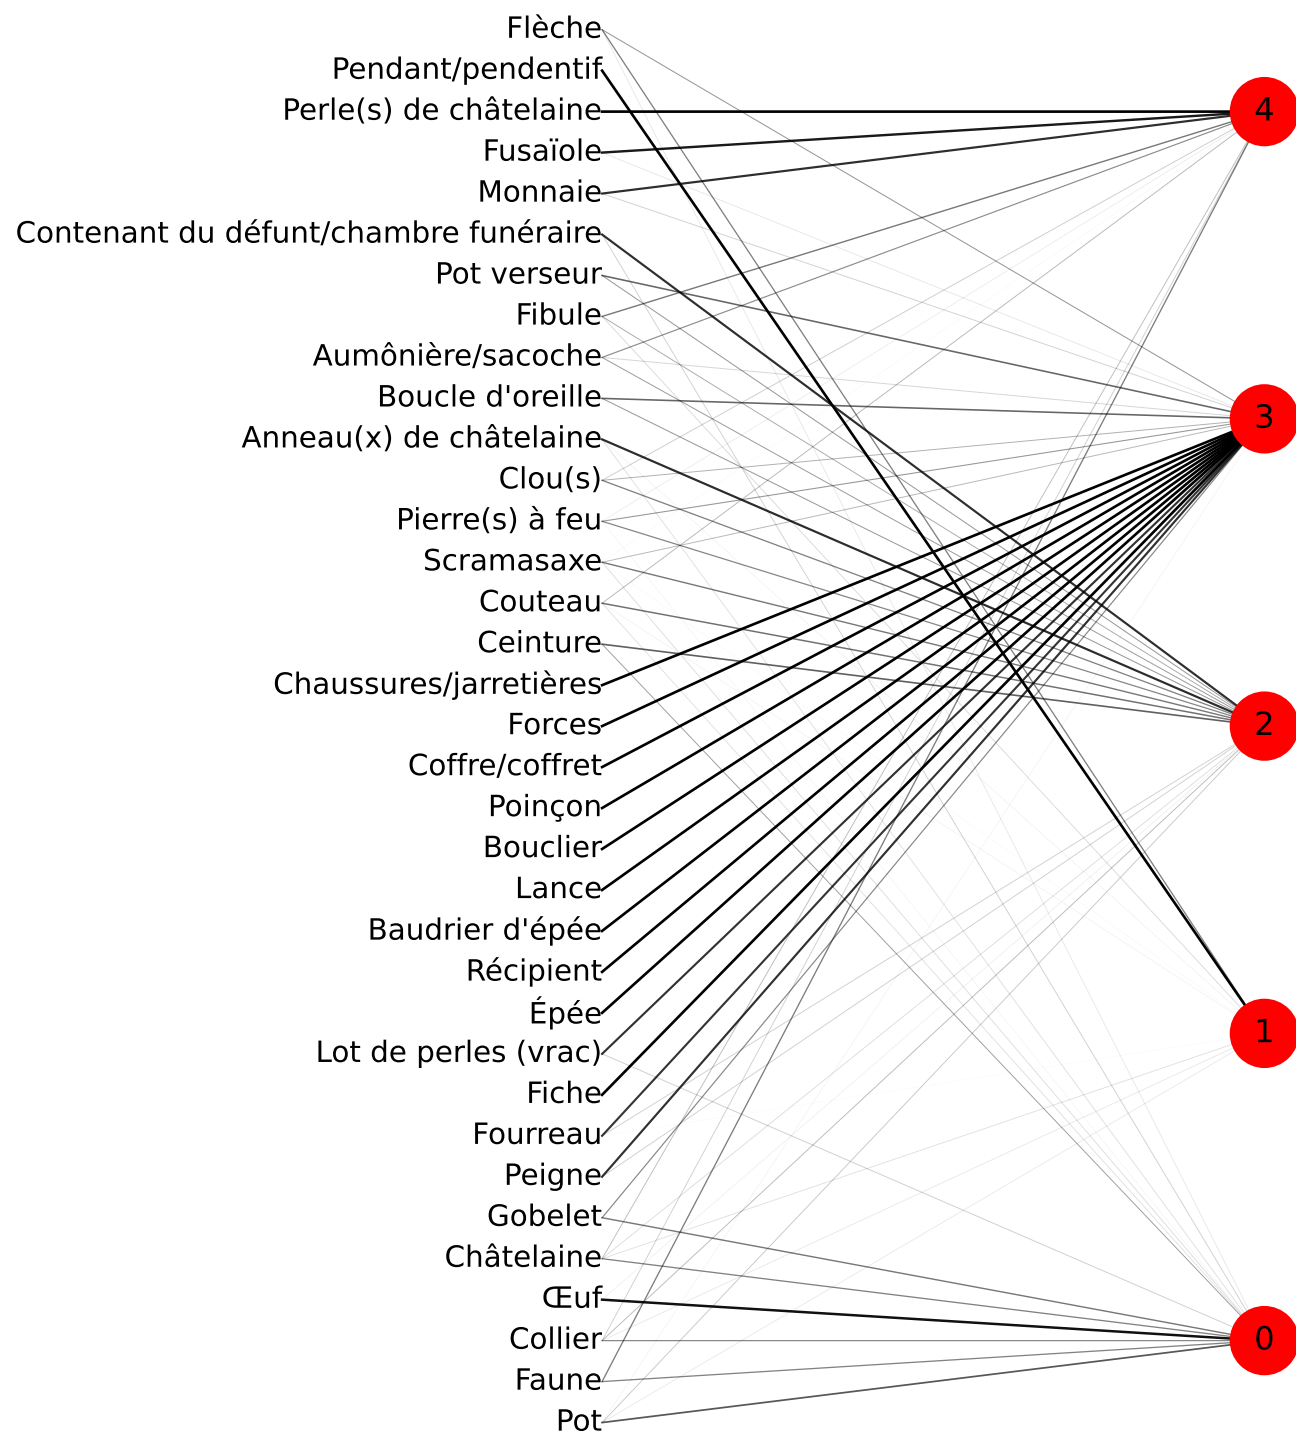 Flèche
Pendant/pendentif
Perle(s) de châtelaine
Fusaïole
Monnaie
Contenant du défunt/chambre funéraire
Pot verseur
Fibule
Aumônière/sacoche
Boucle d'oreille
Anneau(x) de châtelaine
Clou(s)
Pierre(s) à feu
Scramasaxe
Couteau
Ceinture
Chaussures/jarretières
Forces
Coffre/coffret
Poinçon
Bouclier
Lance
Baudrier d'épée
Récipient
Épée
Lot de perles (vrac)
Fiche
Fourreau
Peigne
Gobelet
Châtelaine
Œuf
Collier
Faune
Pot
4
3
2
1
0